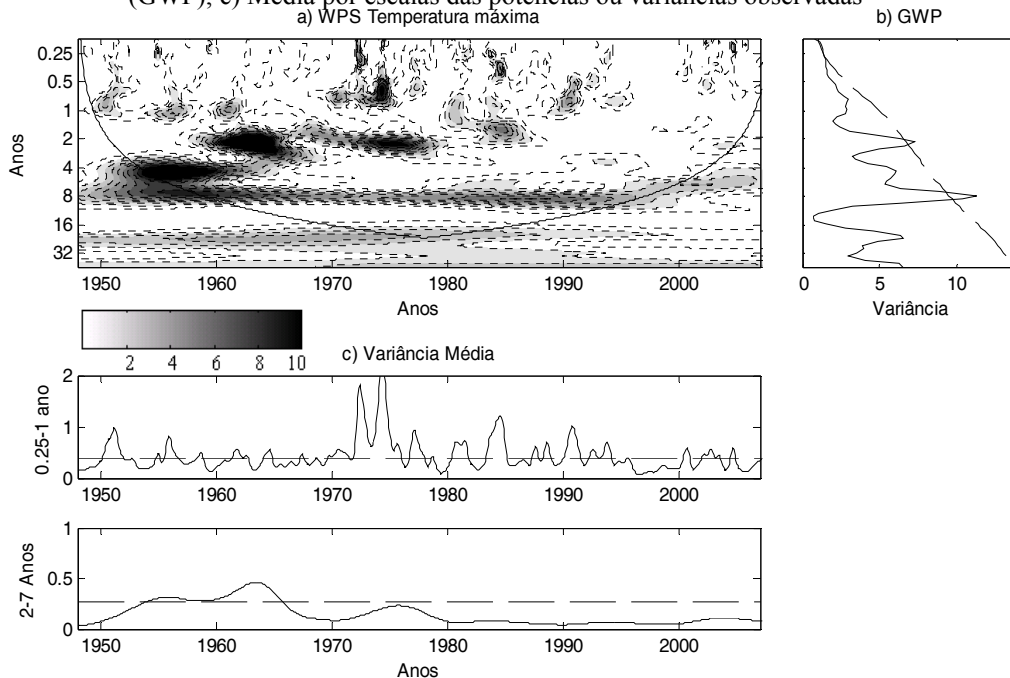 (GWP), c) Média por escalas das potências ou variâncias observadas
a) WPS Temperatura máxima
b) GWP
0.25
0.5
1
2
4
8
16
32
Anos
1950 1960 1970 1980 1990 2000
Anos
0 5 10
Variância
2 4 6 8 10
c) Variância Média
2
1
0
0.25-1 ano
1950 1960 1970 1980 1990 2000
1
0.5
0
2-7 Anos
1950 1960 1970 1980 1990 2000
Anos